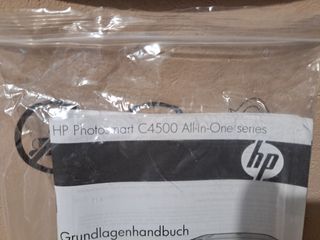 HP Photosmart C4500 All-in-One series
hp
Grundlagenhandbuch